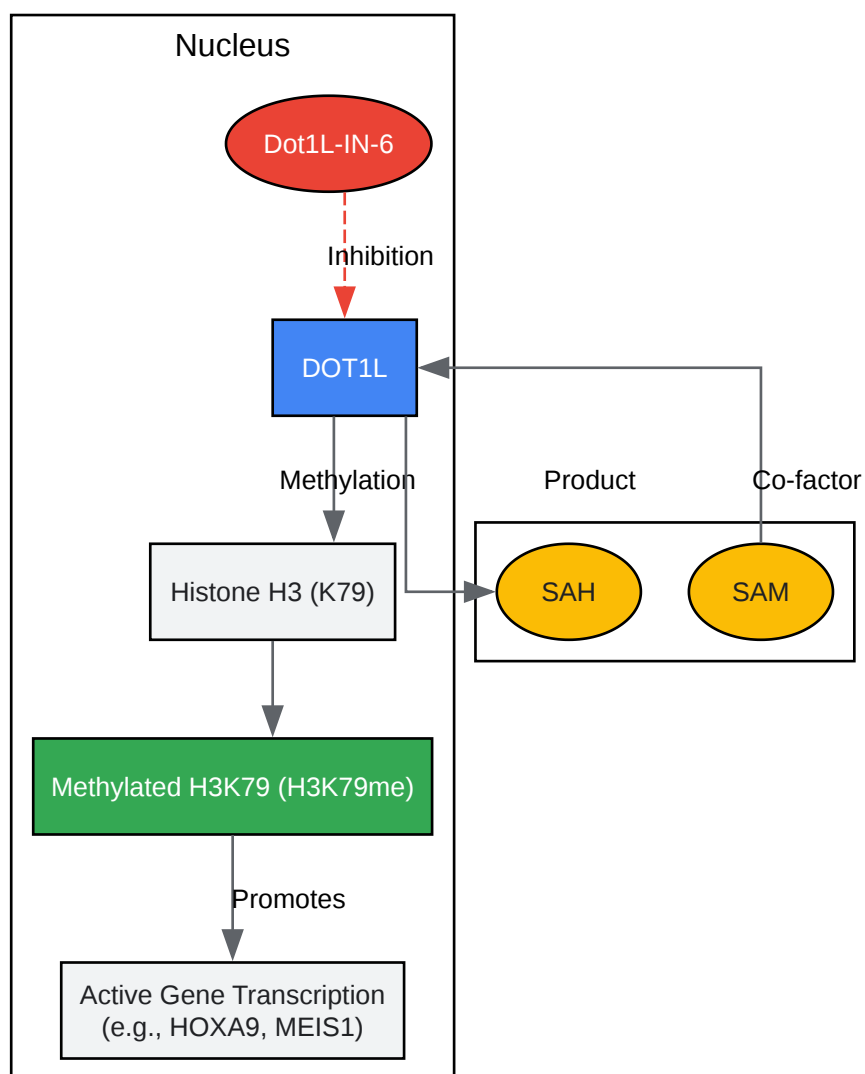 Nucleus
Dot1L-IN-6
Inhibition
DOT1L
Methylation
Product
Co-factor
Histone H3 (K79)
SAH
SAM
Methylated H3K79 (H3K79me)
Promotes
Active Gene Transcription
(e.g., HOXA9, MEIS1)